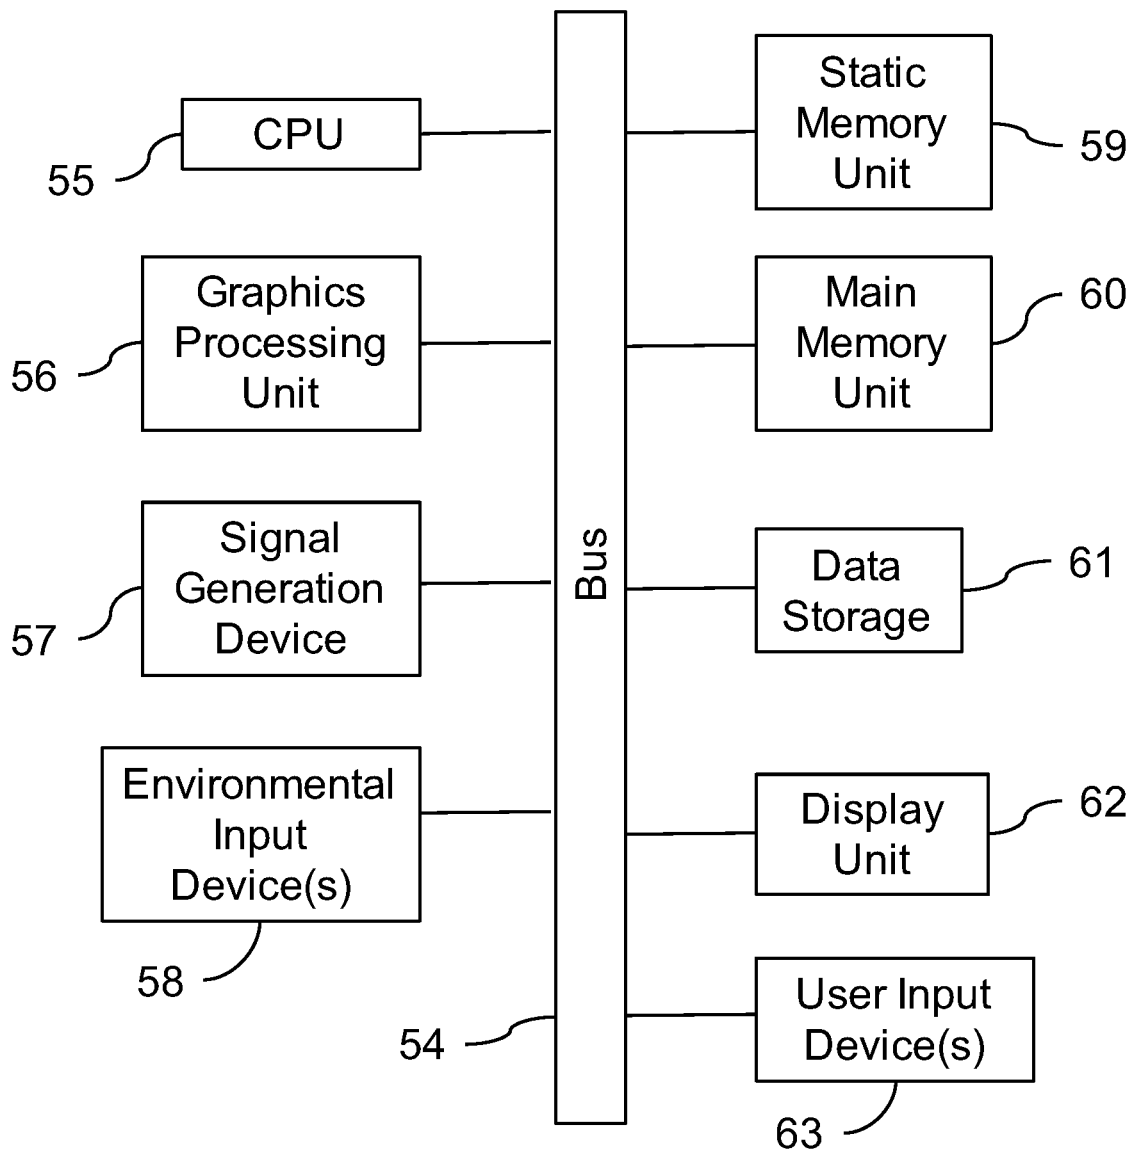 CPU
55
Graphics
Processing
Unit
56
Signal
Generation
Device
57
Environmental
Input
Device(s)
58
Bus
54
Static
Memory
Unit
59
Main
Memory
Unit
60
Data
Storage
61
Display
Unit
62
User Input
Device(s)
63